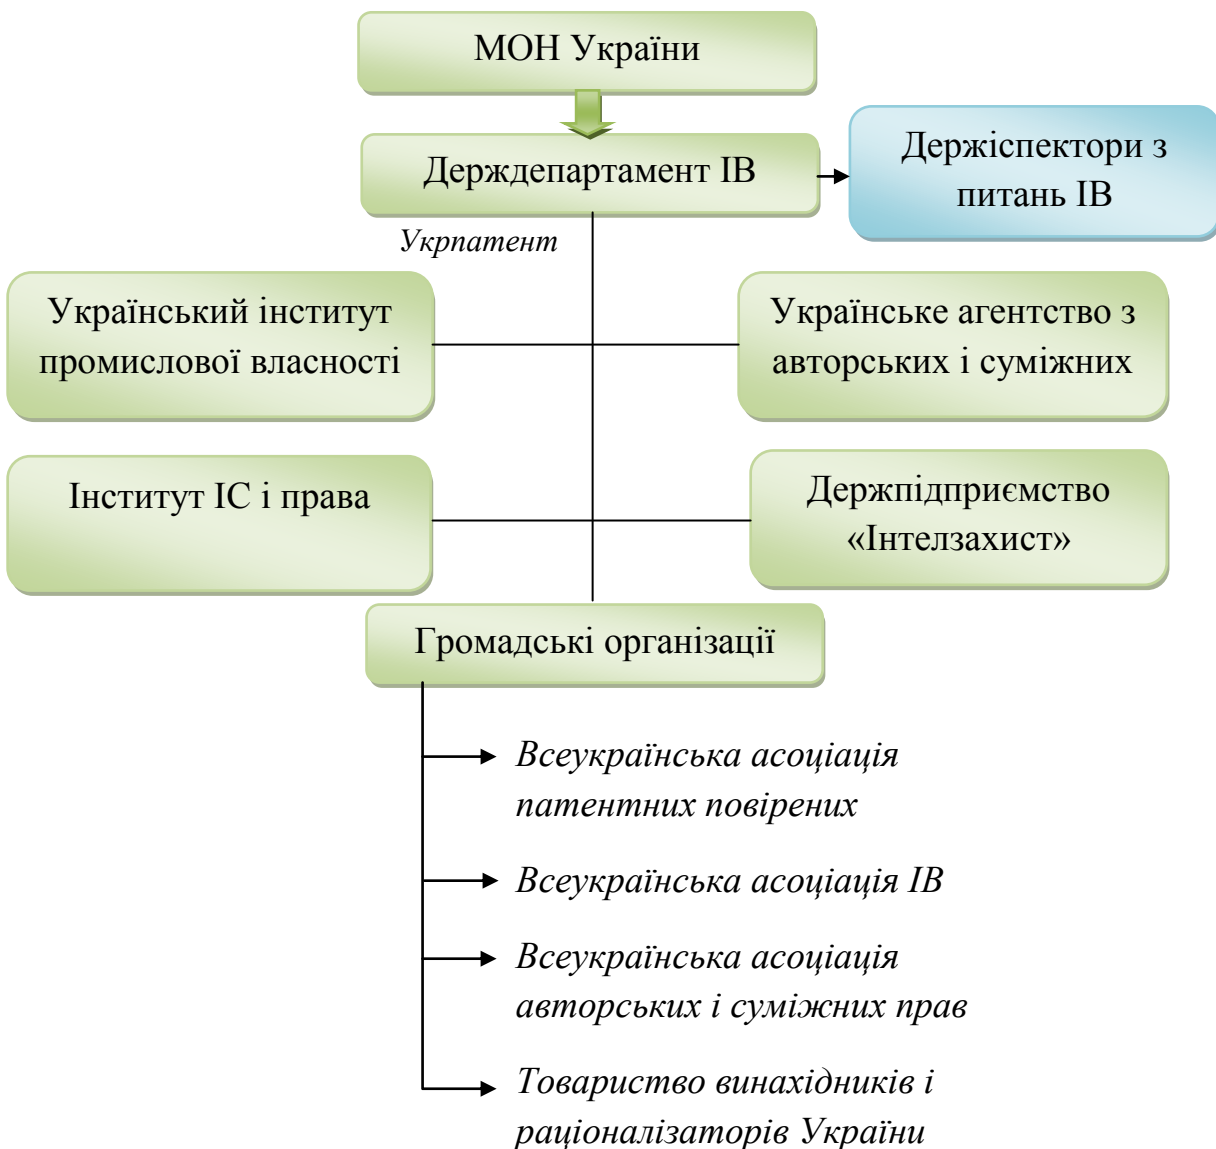 МОН України
Держдепартамент ІВ
Держіспектори з
питань ІВ
Укрпатент
Український інститут
промислової власності
Українське агентство з
авторських і суміжних
Інститут ІС і права
Держпідприємство
«Інтелзахист»
Громадські організації
Всеукраїнська асоціація
патентних повірених
Всеукраїнська асоціація ІВ
Всеукраїнська асоціація
авторських і суміжних прав
Товариство винахідників і
раціоналізаторів України